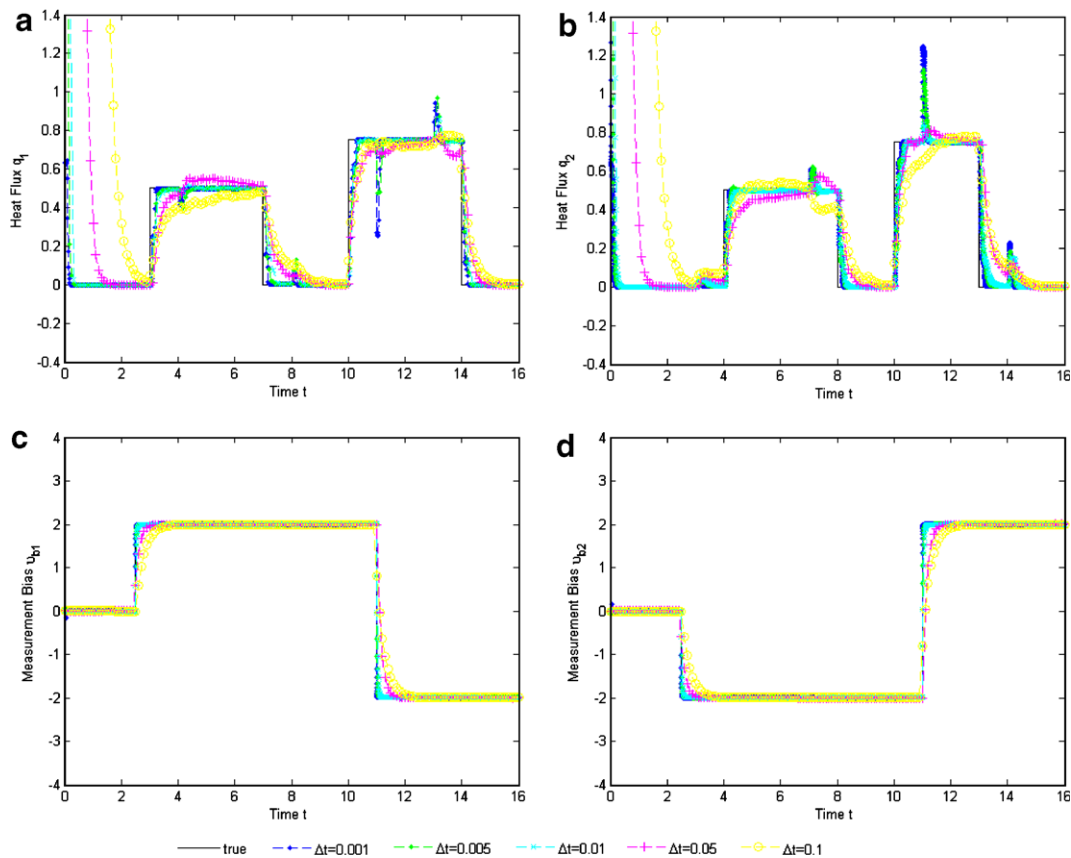 a
1.4
1.2
1
0.8
0.6
0.4
0.2
0
-0.2
-0.4
Heat Flux q1
0 2 4 6 8 10 12 14 16
Time t
b
1.4
1.2
1
0.8
0.6
0.4
0.2
0
-0.2
-0.4
Heat Flux q2
0 2 4 6 8 10 12 14 16
Time t
c
4
3
2
1
0
-1
-2
-3
-4
Measurement Bias υb1
0 2 4 6 8 10 12 14 16
Time t
d
4
3
2
1
0
-1
-2
-3
-4
Measurement Bias υb2
0 2 4 6 8 10 12 14 16
Time t
true Δt=0.001 Δt=0.005 Δt=0.01 Δt=0.05 Δt=0.1